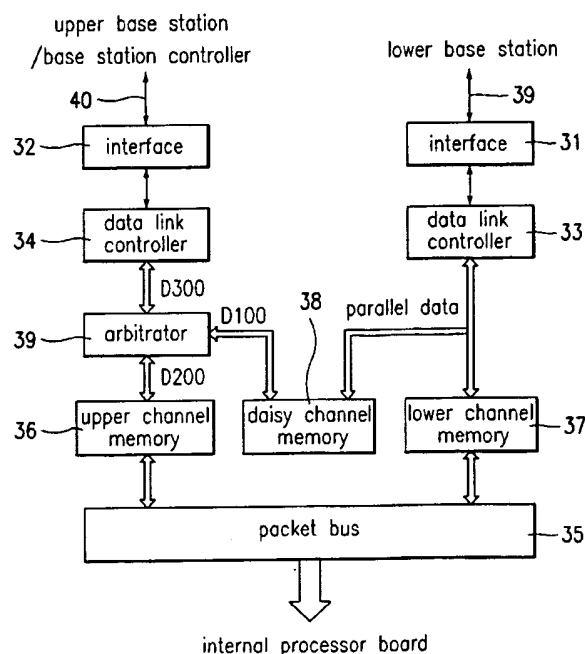 upper base station
/base station controller
lower base station
40
39
32
interface
interface
31
34
data link
controller
data link
controller
33
D300
38
parallel data
D100
39
arbitrator
D200
36
upper channel
memory
daisy channel
memory
lower channel
memory
37
packet bus
35
internal processor
board